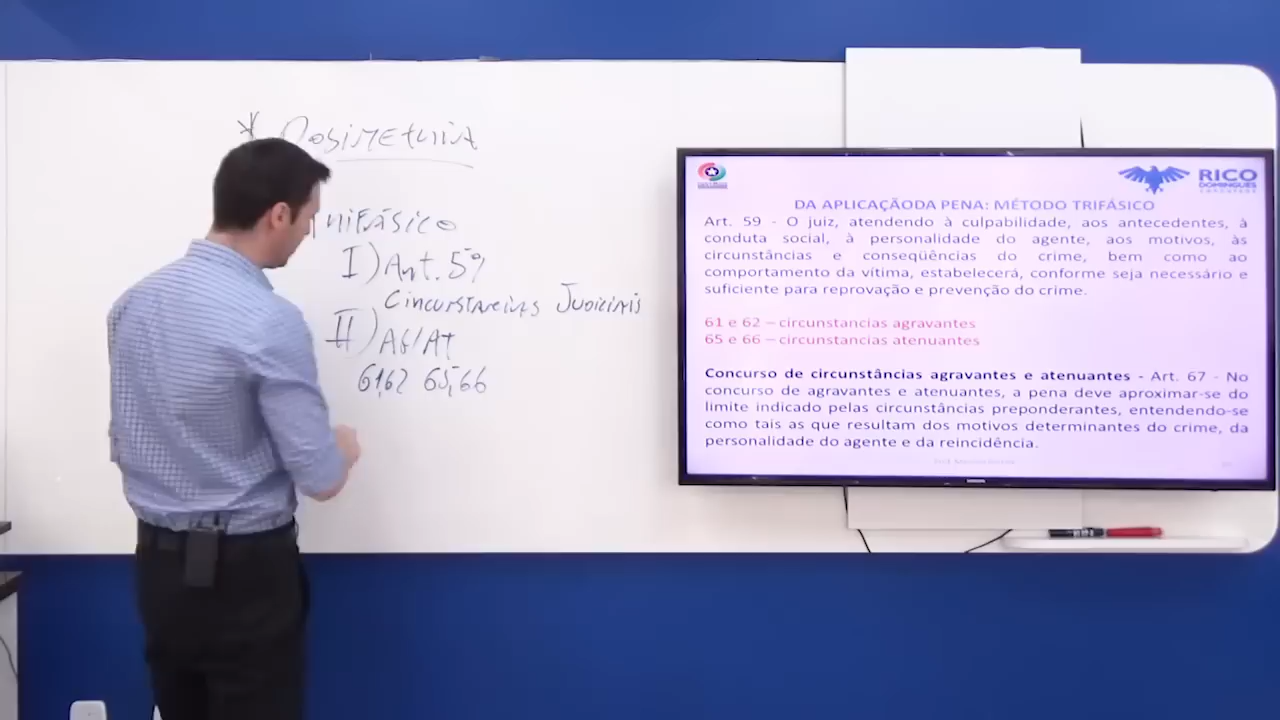 * Dosimetria
nifásico
I) Art. 59
Circunstancias Judiciais
II) AG/AT
61,62 65,66
RICO
DOMINGUES
DA APLICAÇÃODA PENA: MÉTODO TRIFÁSICO
Art. 59 - O juiz, atendendo à culpabilidade, aos antecedentes, à
conduta social, à personalidade do agente, aos motivos, às
circunstâncias e conseqüências do crime, bem como ao
comportamento da vítima, estabelecerá, conforme seja necessário e
suficiente para reprovação e prevenção do crime.
61 e 62 – circunstancias agravantes
65 e 66 – circunstancias atenuantes
Concurso de circunstâncias agravantes e atenuantes - Art. 67 - No
concurso de agravantes e atenuantes, a pena deve aproximar-se do
limite indicado pelas circunstâncias preponderantes, entendendo-se
como tais as que resultam dos motivos determinantes do crime, da
personalidade do agente e da reincidência.